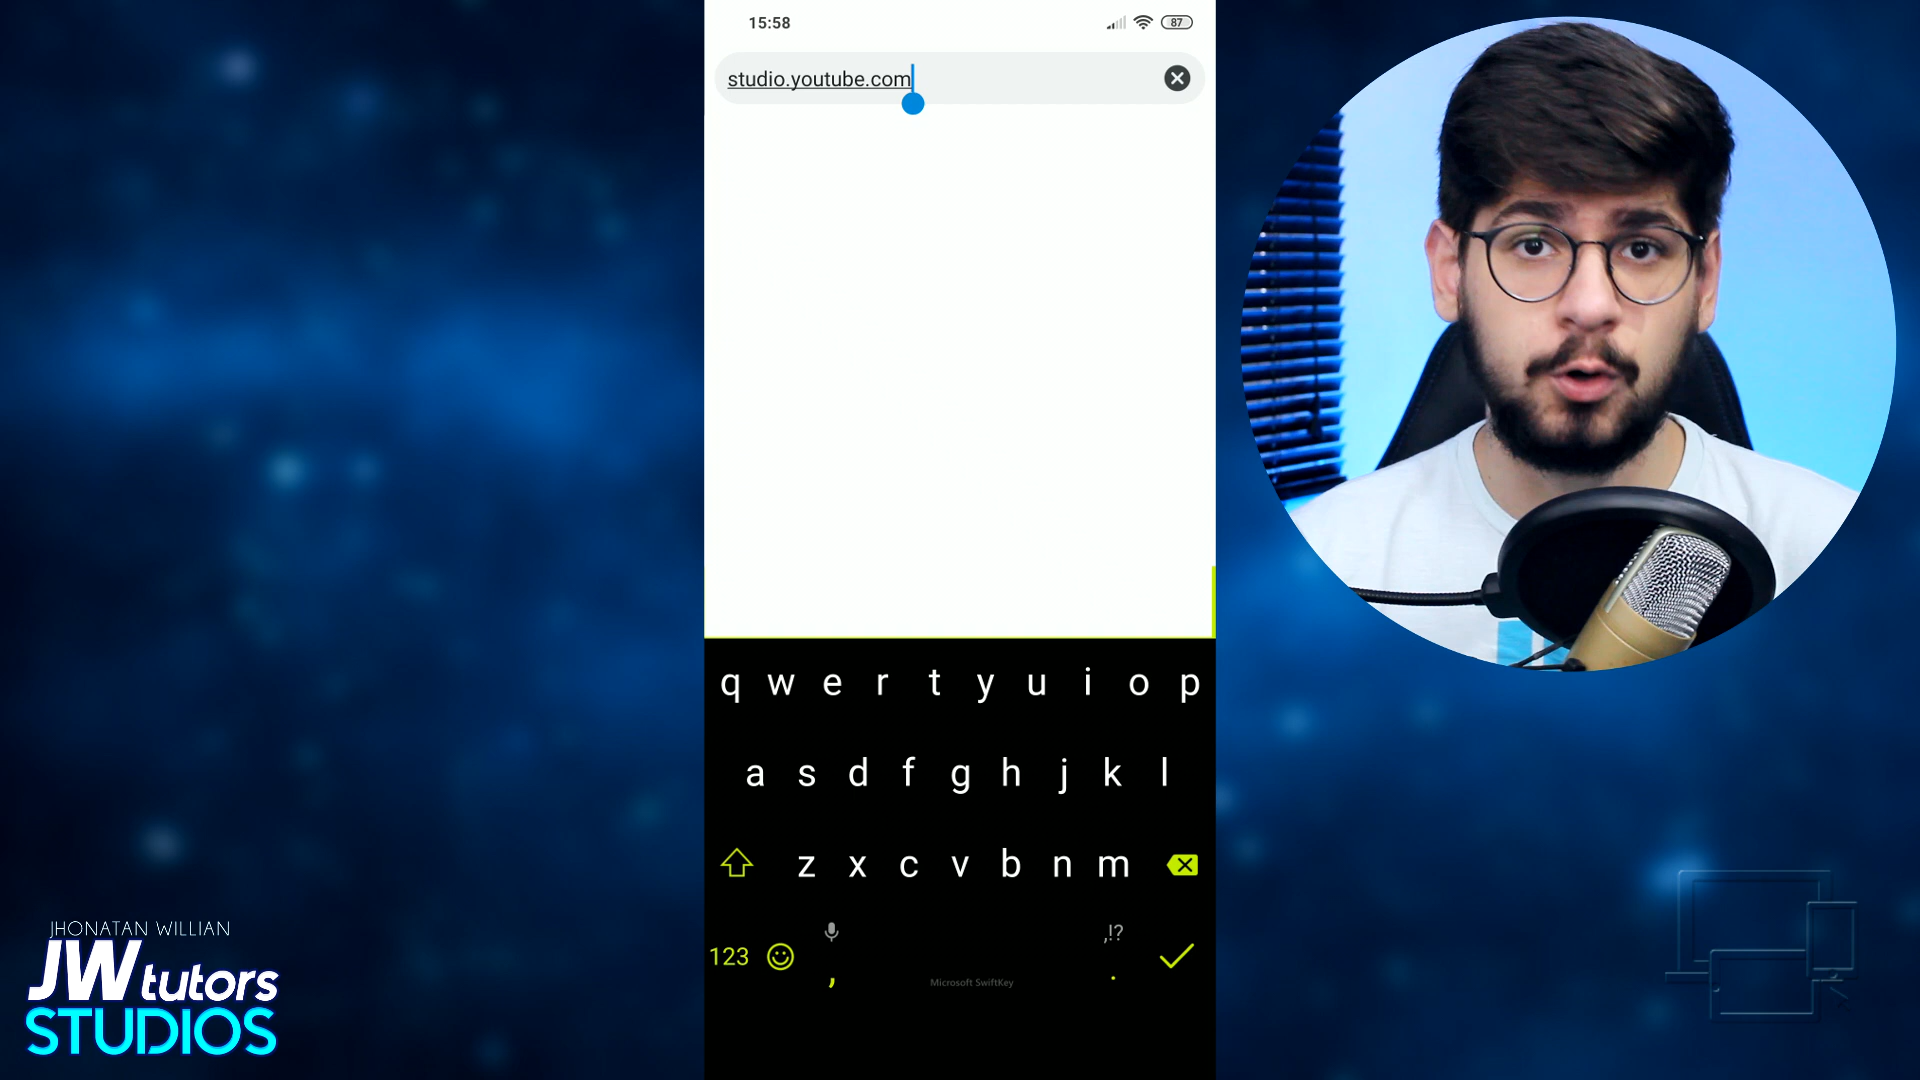 15:58
87
studio.youtube.com
q w e r t y u i o p
a s d f g h j k l
z x c v b n m
,!?
123 , .
Microsoft SwiftKey
JHONATAN WILLIAN
JW tutors
STUDIOS